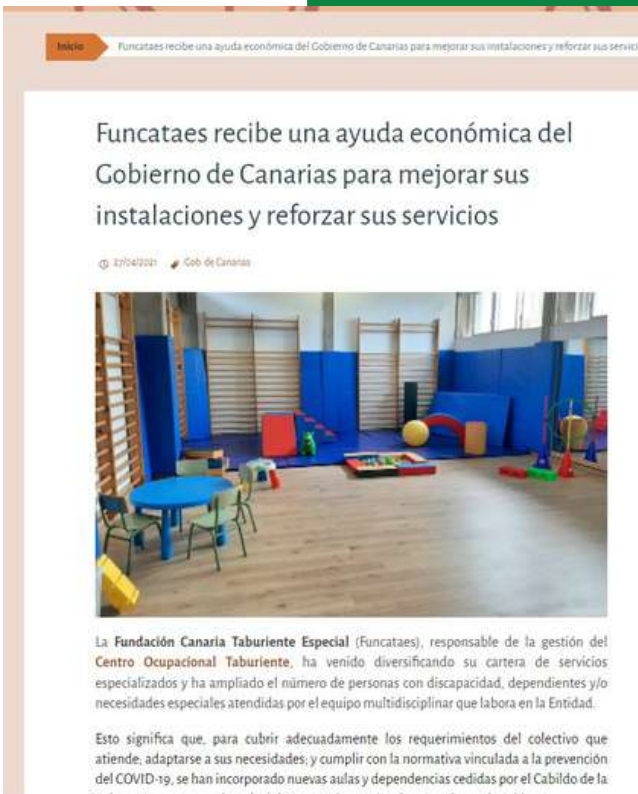 Inicio
Funcataes recibe una ayuda económica del Gobierno de Canarias para mejorar sus instalaciones y reforzar sus servici
Funcataes recibe una ayuda económica del
Gobierno de Canarias para mejorar sus
instalaciones y reforzar sus servicios
27/04/2021 Gob. de Canarias
La Fundación Canaria Taburiente Especial (Funcataes), responsable de la gestión del
Centro Ocupacional Taburiente, ha venido diversificando su cartera de servicios
especializados y ha ampliado el número de personas con discapacidad, dependientes y/o
necesidades especiales atendidas por el equipo multidisciplinar que labora en la Entidad.
Esto significa que, para cubrir adecuadamente los requerimientos del colectivo que
atiende; adaptarse a sus necesidades; y cumplir con la normativa vinculada a la prevención
del COVID-19, se han incorporado nuevas aulas y dependencias cedidas por el Cabildo de la